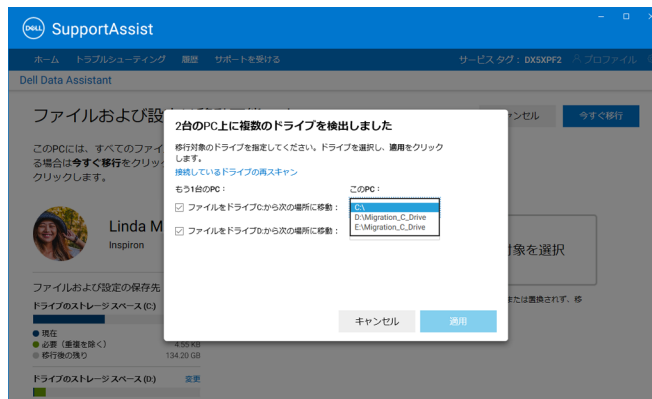 DELL SupportAssist
ホーム トラブルシューティング 履歴 サポートを受ける サービス タグ : DX5XPF2 プロファイル
Dell Data Assistant
ファイルおよび設
ンセル 今すぐ移行
このPCには、すべてのファイ
る場合は今すぐ移行をクリッ
クリックします。
Linda M
Inspiron
対象を選択
ファイルおよび設定の保存先
または置換されず、移
ドライブのストレージ スペース (C:)
現在
必要（重複を除く） 4.55 KB
移行後の残り 134.20 GB
ドライブのストレージ スペース (D:) 変更
2台のPC上に複数のドライブを検出しました
移行対象のドライブを指定してください。ドライブを選択し、適用をクリック
します。
接続しているドライブの再スキャン
もう1台のPC : このPC :
ファイルをドライブC:から次の場所に移動 : C:\
D:\Migration_C_Drive
E:\Migration_C_Drive
ファイルをドライブD:から次の場所に移動 :
キャンセル 適用